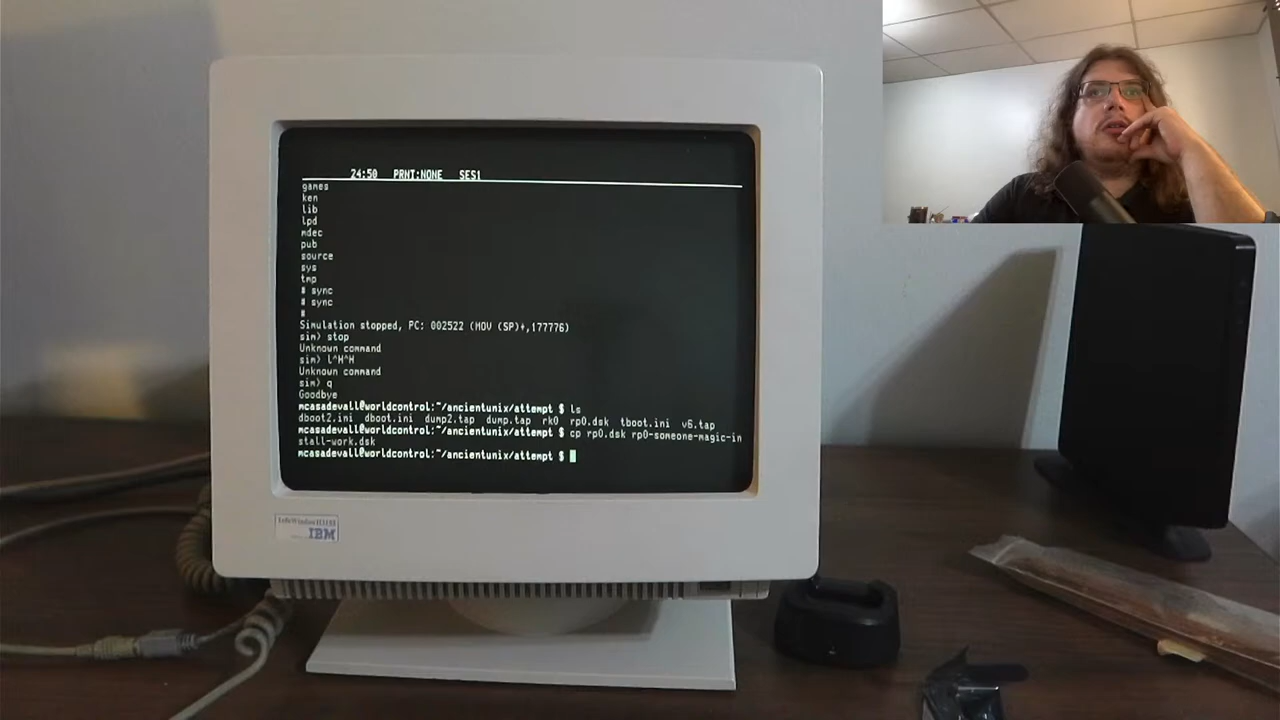 24:50 PRNT:NONE SES1
games
ken
lib
lpd
mdec
pub
source
sys
tmp
# sync
# sync
#
Simulation stopped, PC: 002522 (MOV (SP)+,177776)
sim> stop
Unknown command
sim> l^H^H
Unknown command
sim> q
Goodbye
mcasadevall@worldcontrol:~/ancientunix/attempt $ ls
dboot2.ini dboot.ini dump2.tap dump.tap rk0 rp0.dsk tboot.ini v6.tap
mcasadevall@worldcontrol:~/ancientunix/attempt $ cp rp0.dsk rp0-someone-magic-in
stall-work.dsk
mcasadevall@worldcontrol:~/ancientunix/attempt $
IBM